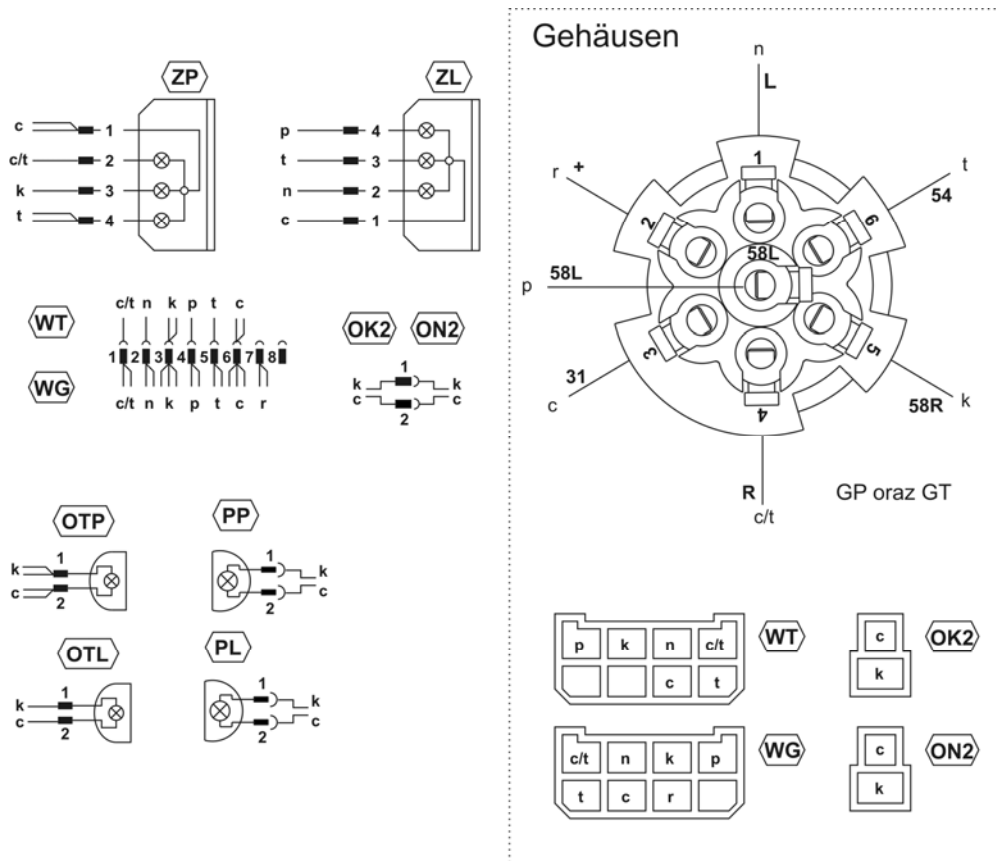 Gehäusen
ZP
c 1
c/t 2
k 3
t 4
ZL
p 4
t 3
n 2
c 1
WT
c/t n k p t c
1 2 3 4 5 6 7 8
WG
c/t n k p t c r
OK2 ON2
1
k k
c c
2
OTP
1
k
c
2
PP
1
k
c
2
OTL
1
k
c
2
PL
1
k
c
2
n
L
r +
t
54
1
2
6
58L
p 58L
3
5
4
31
c
58R k
R
c/t
GP oraz GT
p k n c/t
c t
WT
c
k
OK2
c/t n k p
t c r
WG
c
k
ON2